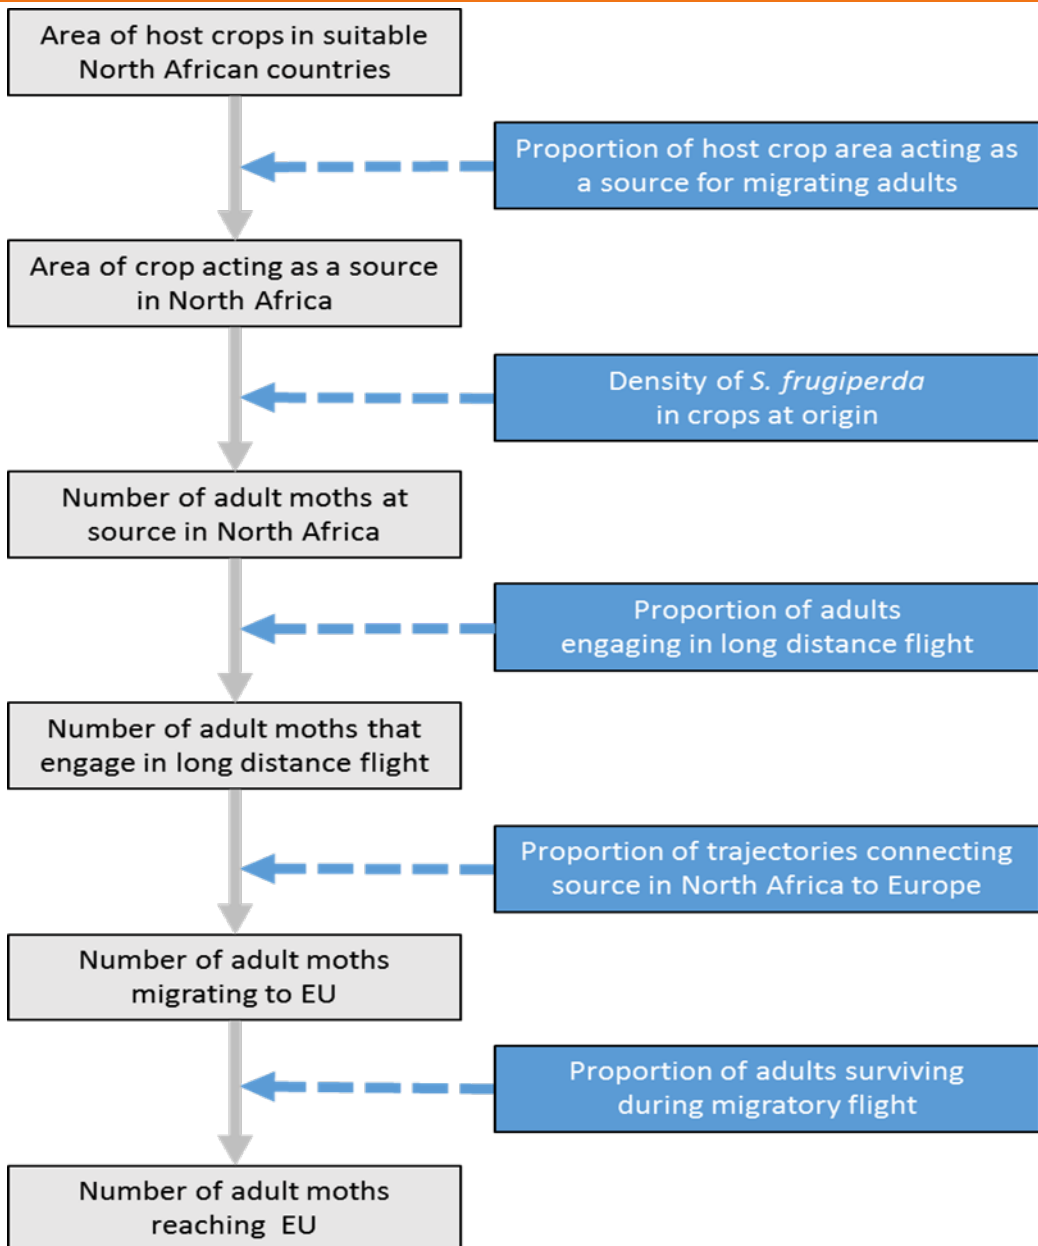 Area of host crops in suitable
North African countries
Proportion of host crop area acting as
a source for migrating adults
Area of crop acting as a source
in North Africa
Density of S. frugiperda
in crops at origin
Number of adult moths at
source in North Africa
Proportion of adults
engaging in long distance flight
Number of adult moths that
engage in long distance flight
Proportion of trajectories connecting
source in North Africa to Europe
Number of adult moths
migrating to EU
Proportion of adults surviving
during migratory flight
Number of adult moths
reaching EU